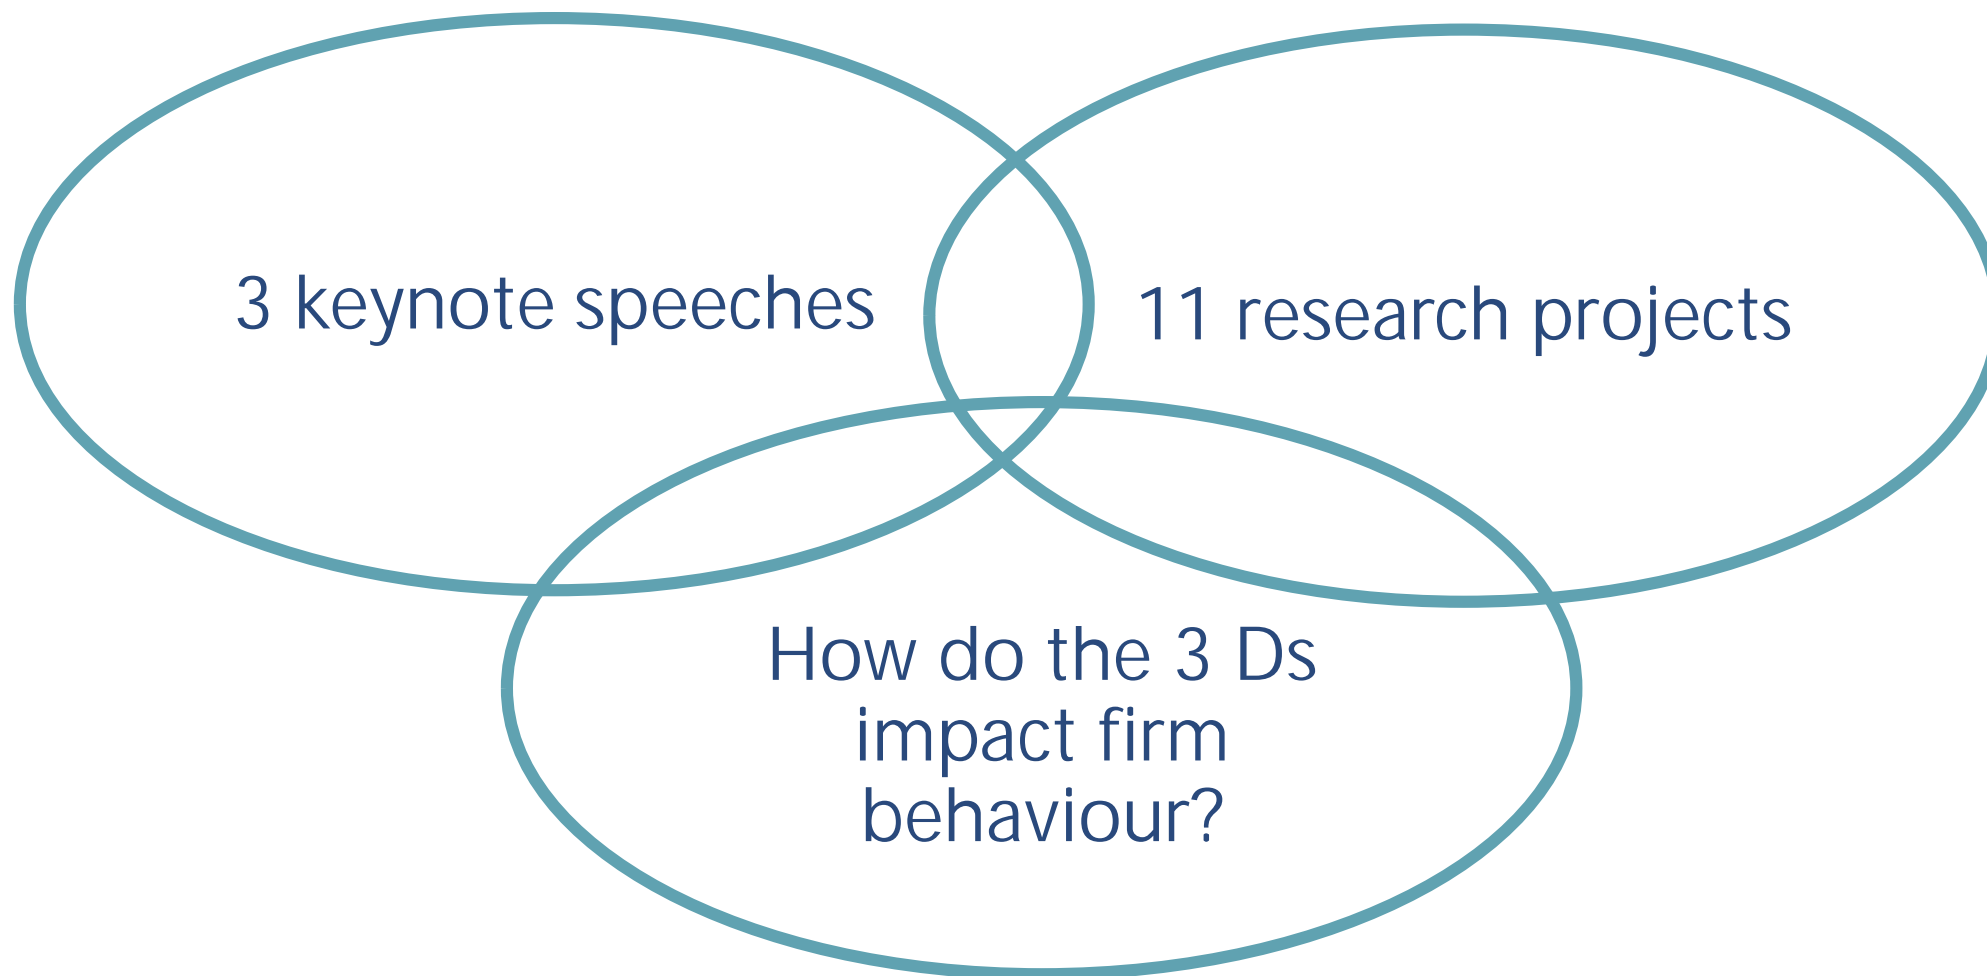 3 keynote speeches
11 research projects
How do the 3 Ds
impact firm
behaviour?